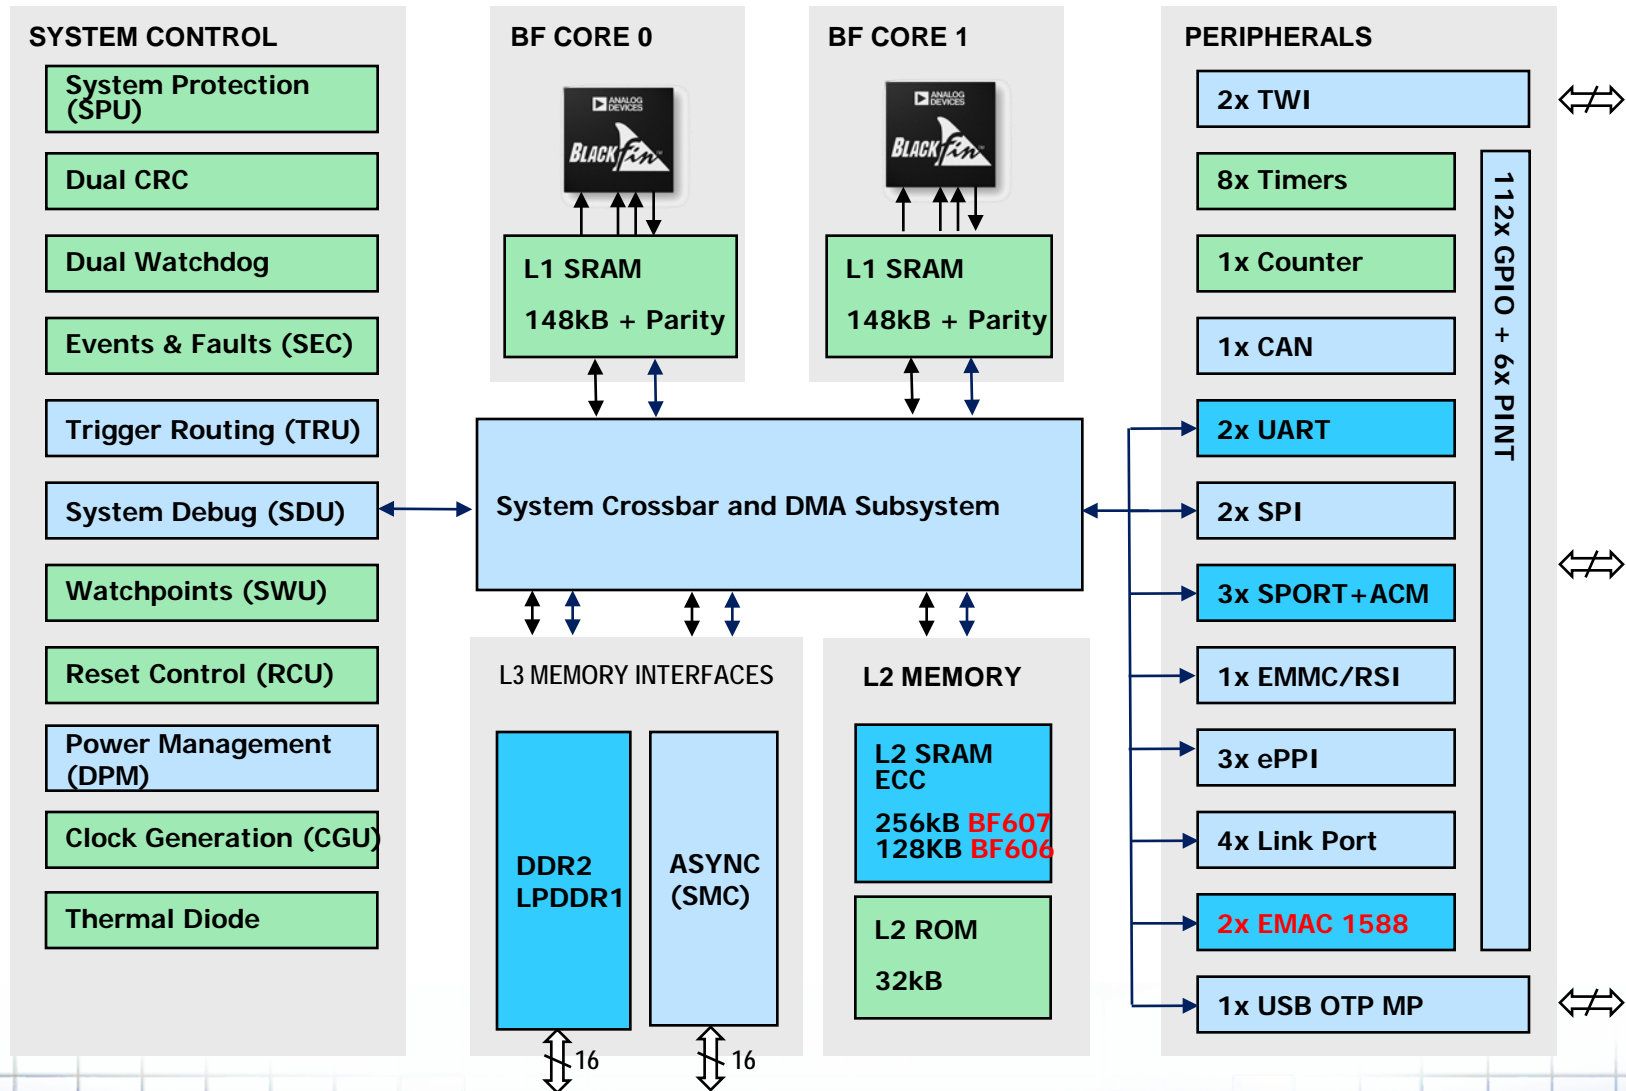 SYSTEM CONTROL
System Protection
(SPU)
Dual CRC
Dual Watchdog
Events & Faults (SEC)
Trigger Routing (TRU)
System Debug (SDU)
Watchpoints (SWU)
Reset Control (RCU)
Power Management
(DPM)
Clock Generation (CGU)
Thermal Diode
BF CORE 0
ANALOG
DEVICES
BLACKfin™
L1 SRAM
148kB + Parity
BF CORE 1
ANALOG
DEVICES
BLACKfin™
L1 SRAM
148kB + Parity
System Crossbar and DMA Subsystem
L3 MEMORY INTERFACES
DDR2
LPDDR1
ASYNC
(SMC)
16
16
L2 MEMORY
L2 SRAM
ECC
256kB BF607
128KB BF606
L2 ROM
32kB
PERIPHERALS
2x TWI
8x Timers
1x Counter
1x CAN
2x UART
2x SPI
3x SPORT+ACM
1x EMMC/RSI
3x ePPI
4x Link Port
2x EMAC 1588
1x USB OTP MP
112x GPIO + 6x PINT